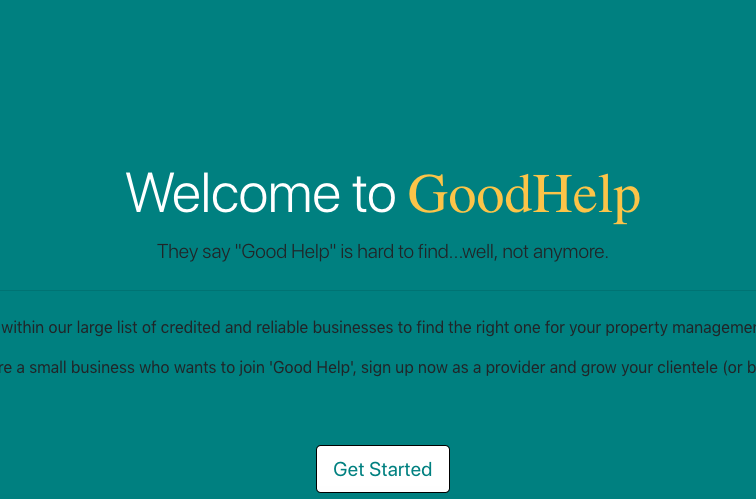 Welcome to GoodHelp
They say "Good Help" is hard to find...well, not anymore.
within our large list of credited and reliable businesses to find the right one for your property
a small business who wants to join 'Good Help', sign up now as a provider and grow your clientele (or
Get Started